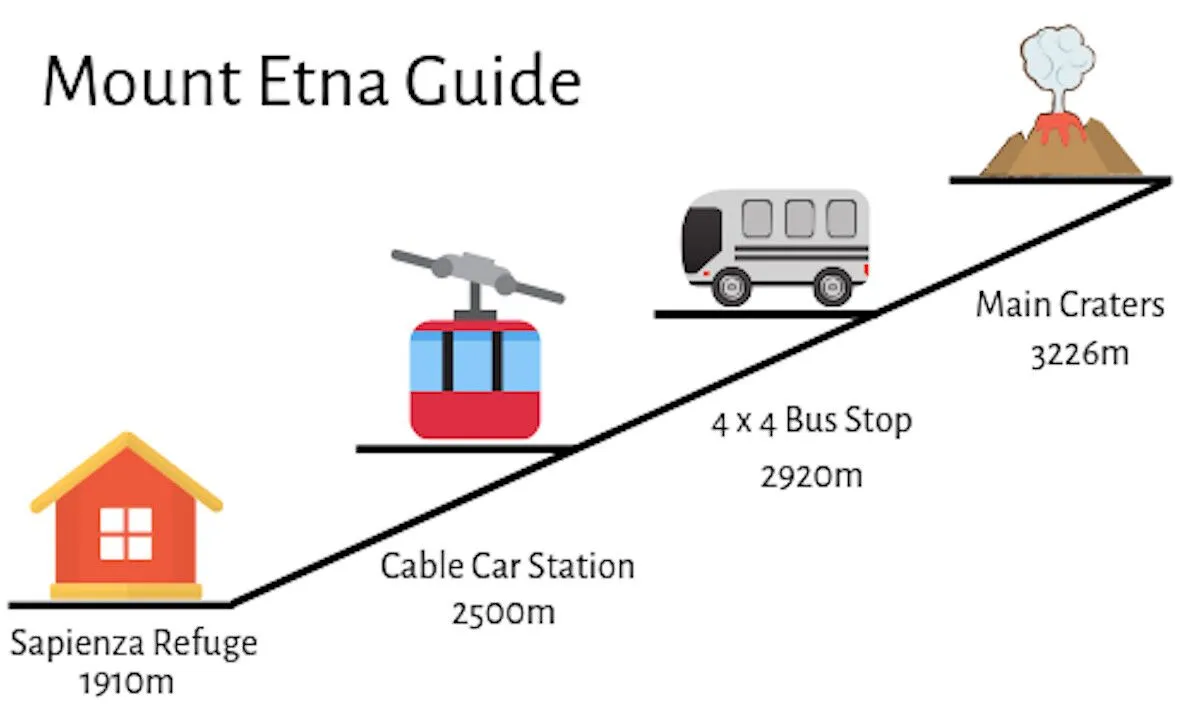 Mount Etna Guide
Main Craters
3226m
4 x 4 Bus Stop
2920m
Cable Car Station
2500m
Sapienza Refuge
1910m